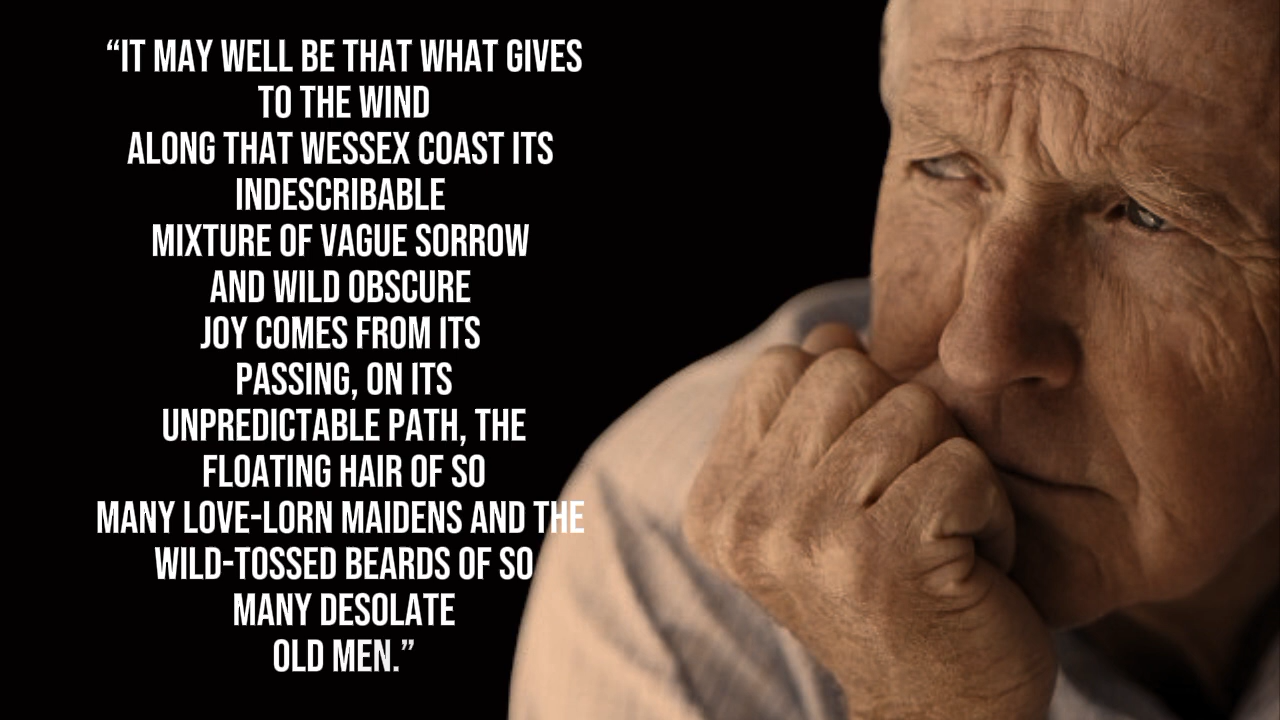 “IT MAY WELL BE THAT WHAT GIVES
TO THE WIND
ALONG THAT WESSEX COAST ITS
INDESCRIBABLE
MIXTURE OF VAGUE SORROW
AND WILD OBSCURE
JOY COMES FROM ITS
PASSING, ON ITS
UNPREDICTABLE PATH, THE
FLOATING HAIR OF SO
MANY LOVE-LORN MAIDENS AND THE
WILD-TOSSED BEARDS OF SO
MANY DESOLATE
OLD MEN.”